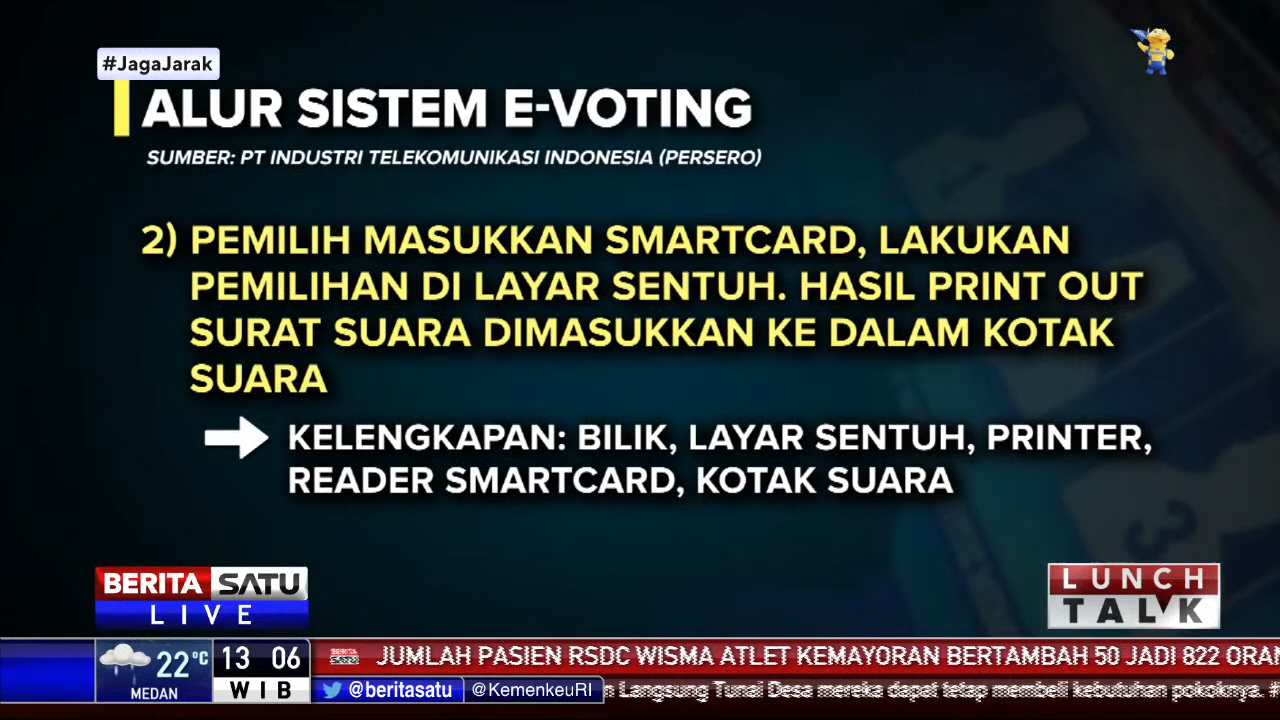 #JagaJarak
ALUR SISTEM E-VOTING
SUMBER: PT INDUSTRI TELEKOMUNIKASI INDONESIA (PERSERO)
2) PEMILIH MASUKKAN SMARTCARD, LAKUKAN
PEMILIHAN DI LAYAR SENTUH. HASIL PRINT OUT
SURAT SUARA DIMASUKKAN KE DALAM KOTAK
SUARA
KELENGKAPAN: BILIK, LAYAR SENTUH, PRINTER,
READER SMARTCARD, KOTAK SUARA
BERITA SATU
LIVE
LUNCH
TALK
22°C
MEDAN
13 06
WIB
JUMLAH PASIEN RSDC WISMA ATLET KEMAYORAN BERTAMBAH 50 JADI 822 ORAN
@beritasatu
@KemenkeuRI
Langsung Tunai Desa mereka dapat tetap membeli kebutuhan pokoknya. #
1
3